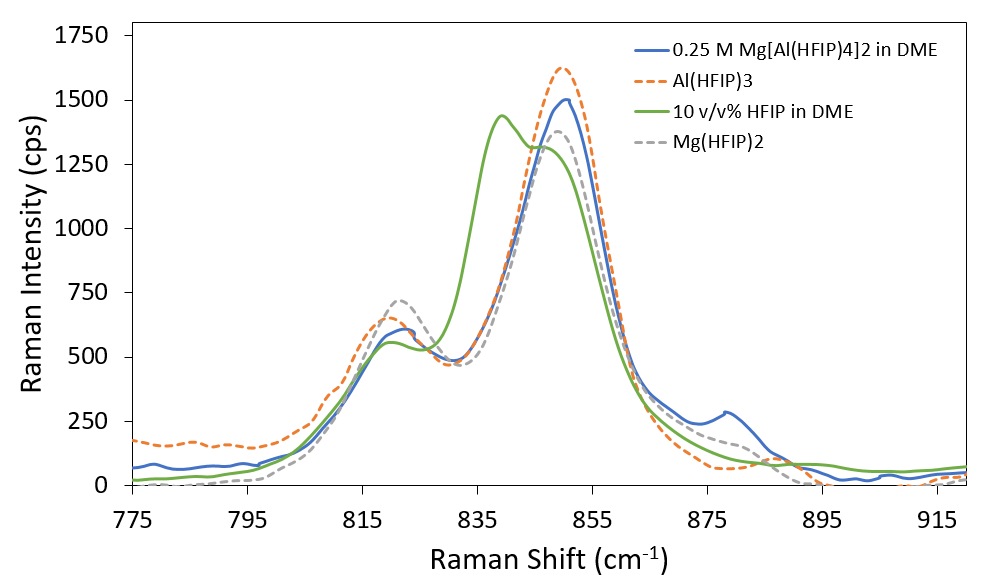 1750
1500
1250
1000
750
500
250
0
Raman Intensity (cps)
0.25 M Mg[Al(HFIP)4]2 in DME
Al(HFIP)3
10 v/v% HFIP in DME
Mg(HFIP)2
775 795 815 835 855 875 895 915
Raman Shift (cm⁻¹)